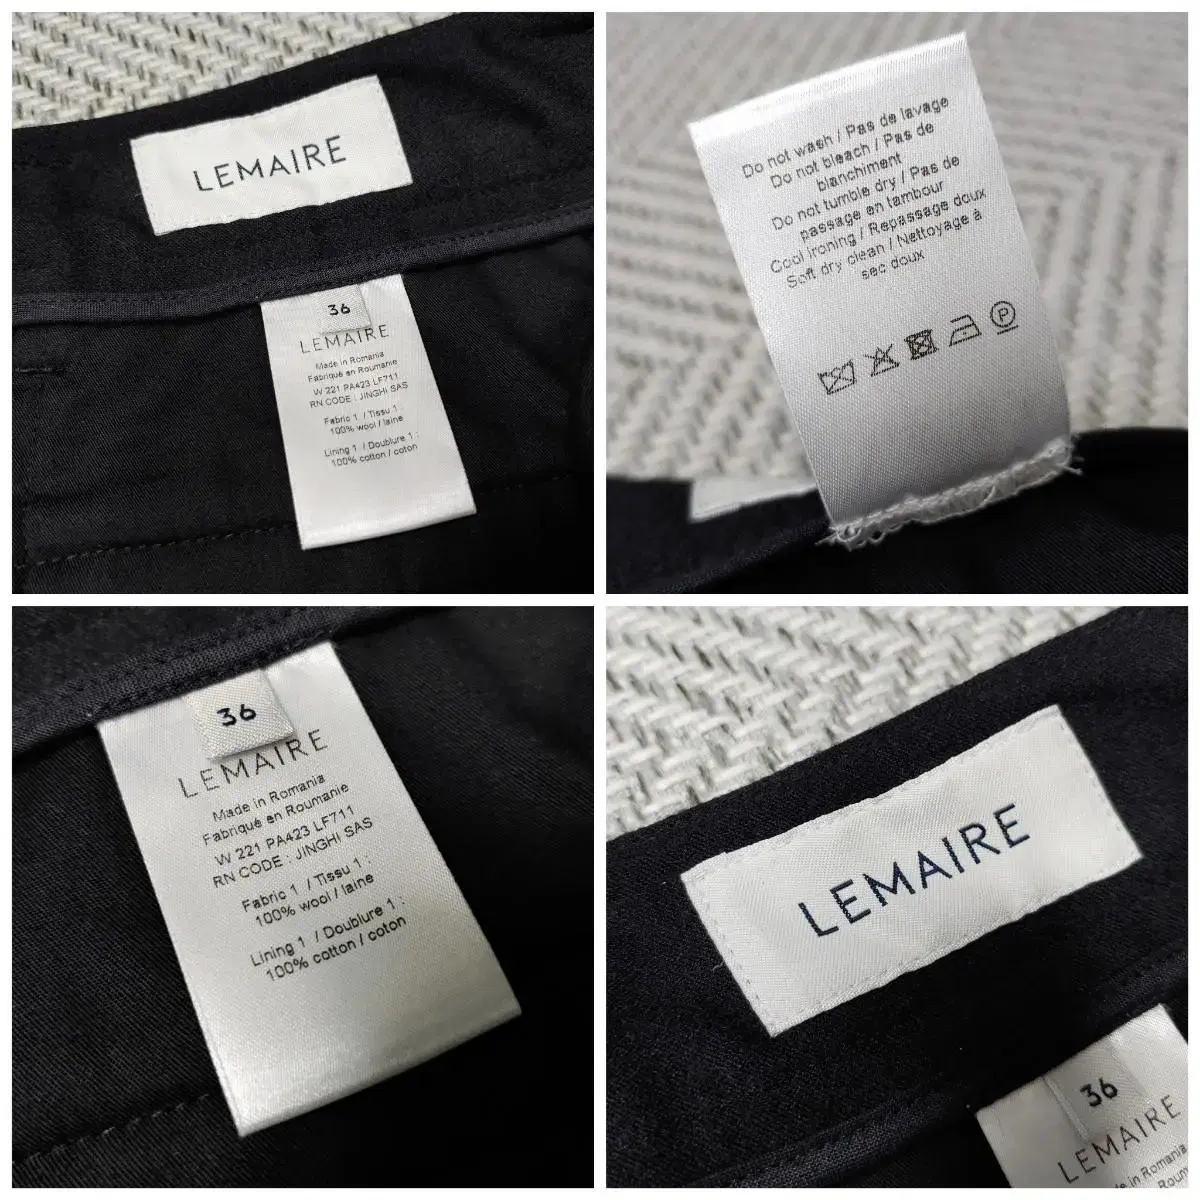 LEMAIRE
36
LEMAIRE
Made in Romania
Fabriqué en Roumanie
W 221 PA423 LF711
RN CODE : JINGHI SAS
Fabric 1 / Tissu 1 :
100% wool / laine
Lining 1 / Doublure 1 :
100% cotton / coton
Do not wash / Pas de lavage
Do not bleach / Pas de
blanchiment
Do not tumble dry / Pas de
passage en tambour
Cool ironing / Repassage doux
Soft dry clean / Nettoyage à
sec doux
P
36
LEMAIRE
Made in Romania
Fabriqué en Roumanie
W 221 PA423 LF711
RN CODE : JINGHI SAS
Fabric 1 / Tissu 1 :
100% wool / laine
Lining 1 / Doublure 1 :
100% cotton / coton
LEMAIRE
36
LEMAIRE
in Romania